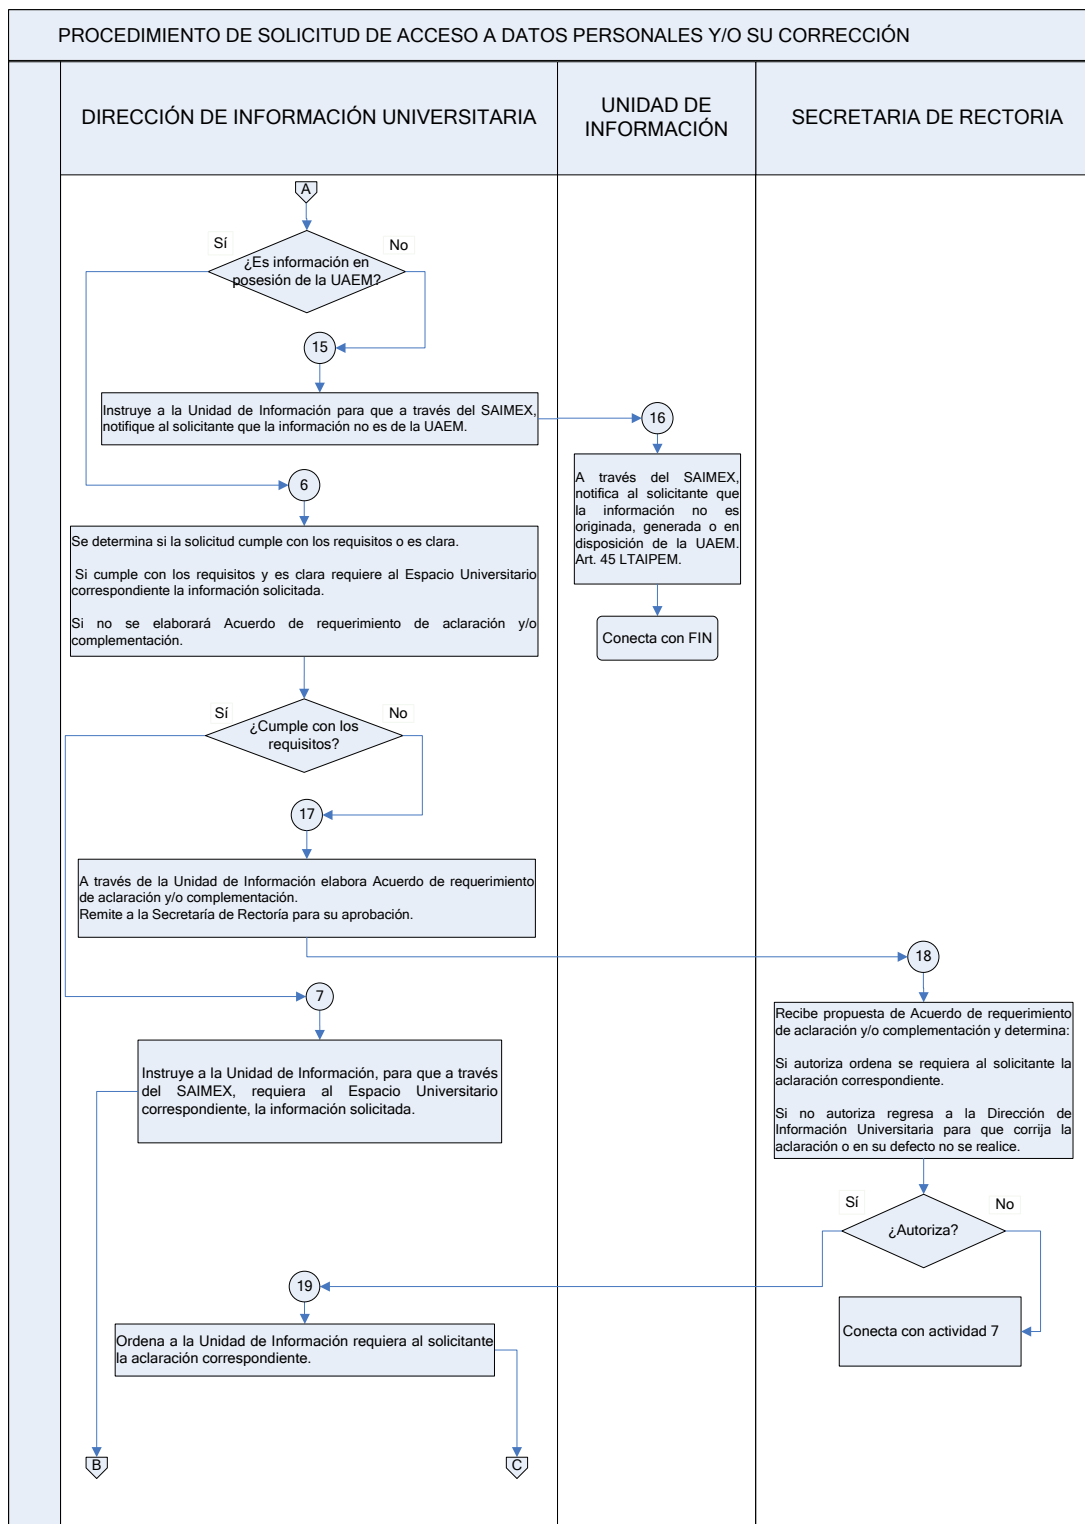 PROCEDIMIENTO DE SOLICITUD DE ACCESO A DATOS PERSONALES Y/O SU CORRECCIÓN
DIRECCIÓN DE INFORMACIÓN UNIVERSITARIA
UNIDAD DE
INFORMACIÓN
SECRETARIA DE RECTORIA
A
Sí
No
¿Es información en
posesión de la UAEM?
15
Instruye a la Unidad de Información para que a través del SAIMEX,
notifique al solicitante que la información no es de la UAEM.
16
A través del SAIMEX,
notifica al solicitante que
la información no es
originada, generada o en
disposición de la UAEM.
Art. 45 LTAIPEM.
Conecta con FIN
6
Se determina si la solicitud cumple con los requisitos o es clara.
Si cumple con los requisitos y es clara requiere al Espacio Universitario
correspondiente la información solicitada.
Si no se elaborará Acuerdo de requerimiento de aclaración y/o
complementación.
Sí
No
¿Cumple con los
requisitos?
17
A través de la Unidad de Información elabora Acuerdo de requerimiento
de aclaración y/o complementación.
Remite a la Secretaría de Rectoría para su aprobación.
18
Recibe propuesta de Acuerdo de requerimiento
de aclaración y/o complementación y determina:
Si autoriza ordena se requiera al solicitante la
aclaración correspondiente.
Si no autoriza regresa a la Dirección de
Información Universitaria para que corrija la
aclaración o en su defecto no se realice.
7
Instruye a la Unidad de Información, para que a través
del SAIMEX, requiera al Espacio Universitario
correspondiente, la información solicitada.
Sí
No
¿Autoriza?
19
Ordena a la Unidad de Información requiera al solicitante
la aclaración correspondiente.
Conecta con actividad 7
B
C